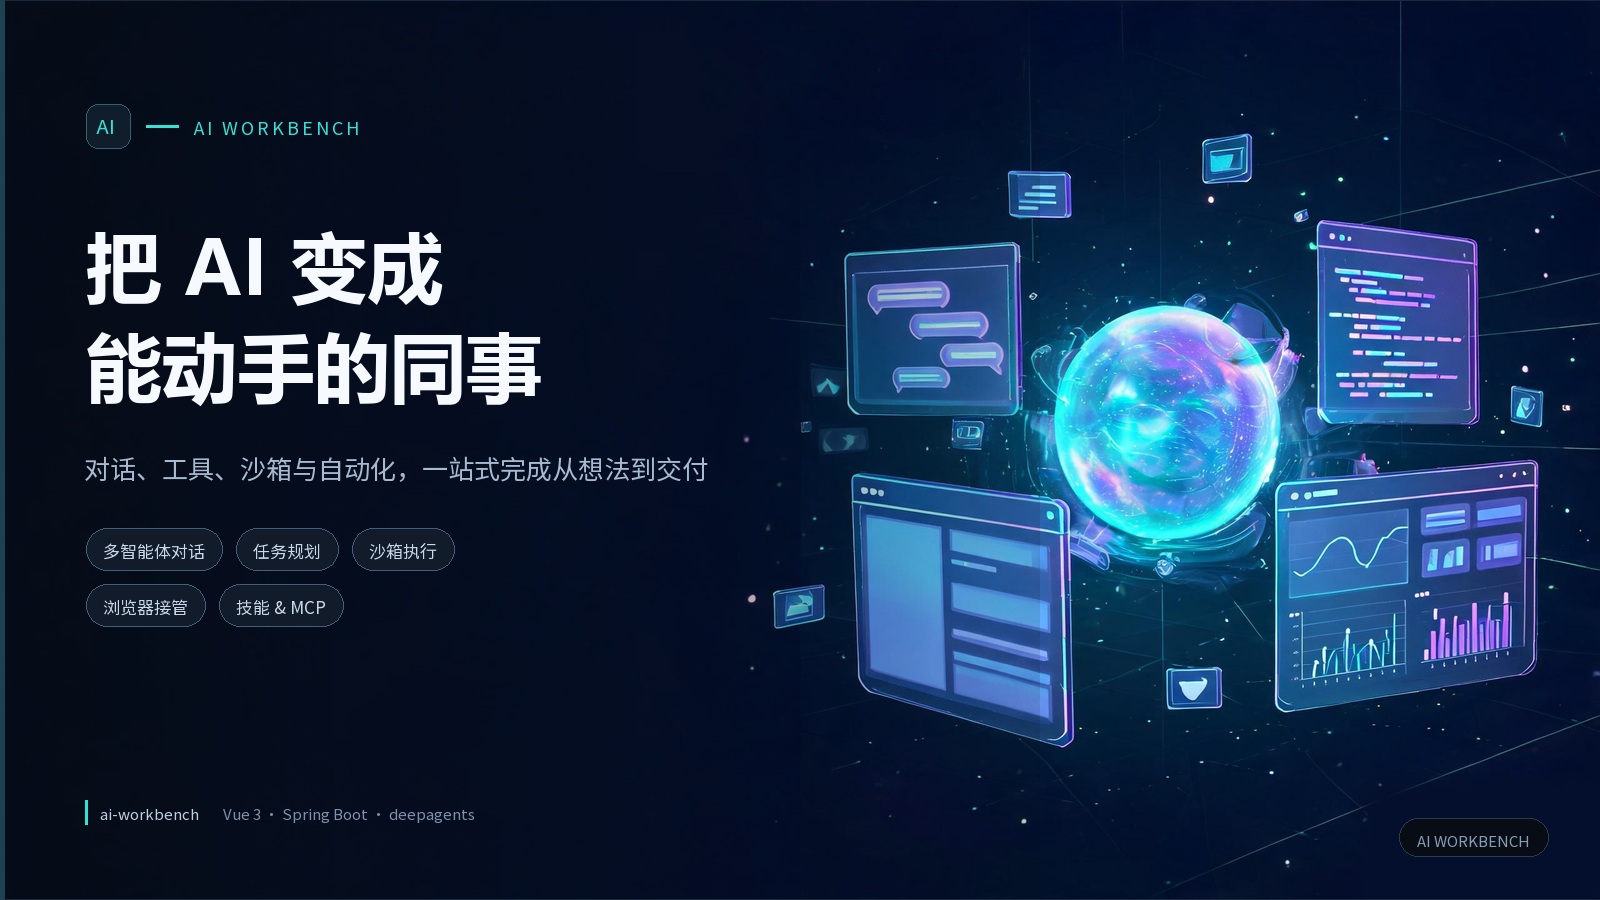 AI
AI WORKBENCH
把 AI 变成
能动手的同事
对话、工具、沙箱与自动化，一站式完成从想法到交付
多智能体对话
任务规划
沙箱执行
浏览器接管
技能 & MCP
ai-workbench
Vue 3 · Spring Boot · deepagents
AI WORKBENCH